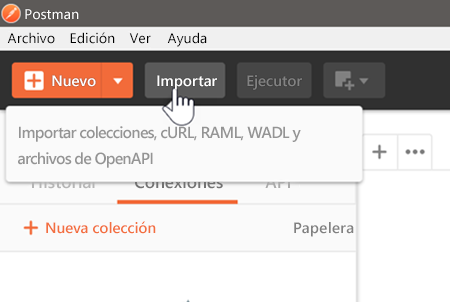 Postman
Archivo Edición Ver Ayuda
Nuevo Importar Ejecutor
Importar colecciones, cURL, RAML, WADL y
archivos de OpenAPI
Historial Conexiones API
+ Nueva colección Papelera